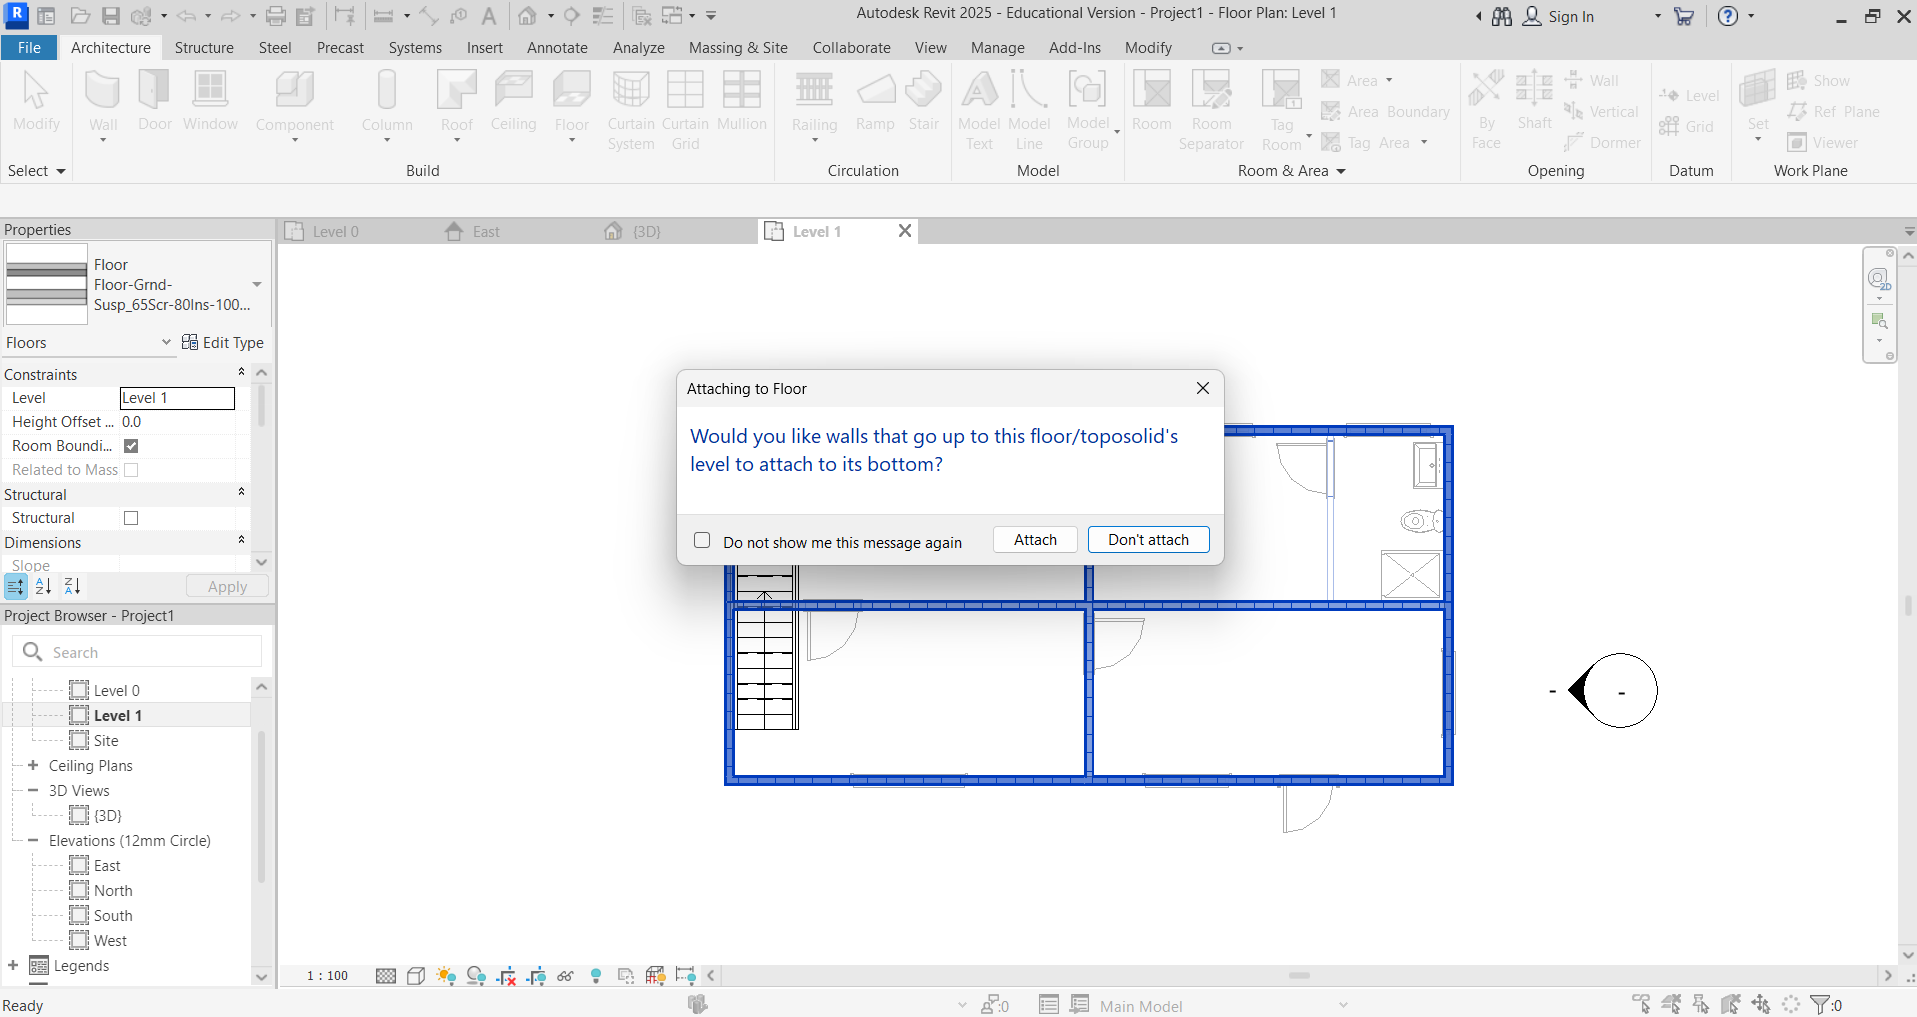 Autodesk Revit 2025 - Educational Version - Project1 - Floor Plan: Level 1
Sign In
File Architecture Structure Steel Precast Systems Insert Annotate Analyze Massing & Site Collaborate View Manage Add-Ins Modify
Modify
Select
Wall Door Window Component Column Roof Ceiling Floor Curtain System Curtain Grid Mullion
Build
Railing Ramp Stair
Circulation
Model Text Model Line Model Group
Model
Room Room Separator Tag Room
Area
Area Boundary
Tag Area
Room & Area
By Face Shaft
Wall
Vertical
Dormer
Opening
Level
Grid
Datum
Set
Show
Ref Plane
Viewer
Work Plane
Properties
Floor
Floor-Grnd-
Susp_65Scr-80Ins-100...
Floors
Edit Type
Constraints
Level Level 1
Height Offset ... 0.0
Room Boundi...
Related to Mass
Structural
Structural
Dimensions
Slope
Apply
Project Browser - Project1
Search
Level 0
Level 1
Site
Ceiling Plans
3D Views
{3D}
Elevations (12mm Circle)
East
North
South
West
Legends
Level 0
East
{3D}
Level 1
2D
Attaching to Floor
Would you like walls that go up to this floor/toposolid's
level to attach to its bottom?
Do not show me this message again
Attach
Don't attach
1 : 100
Ready
:0
Main Model
:0